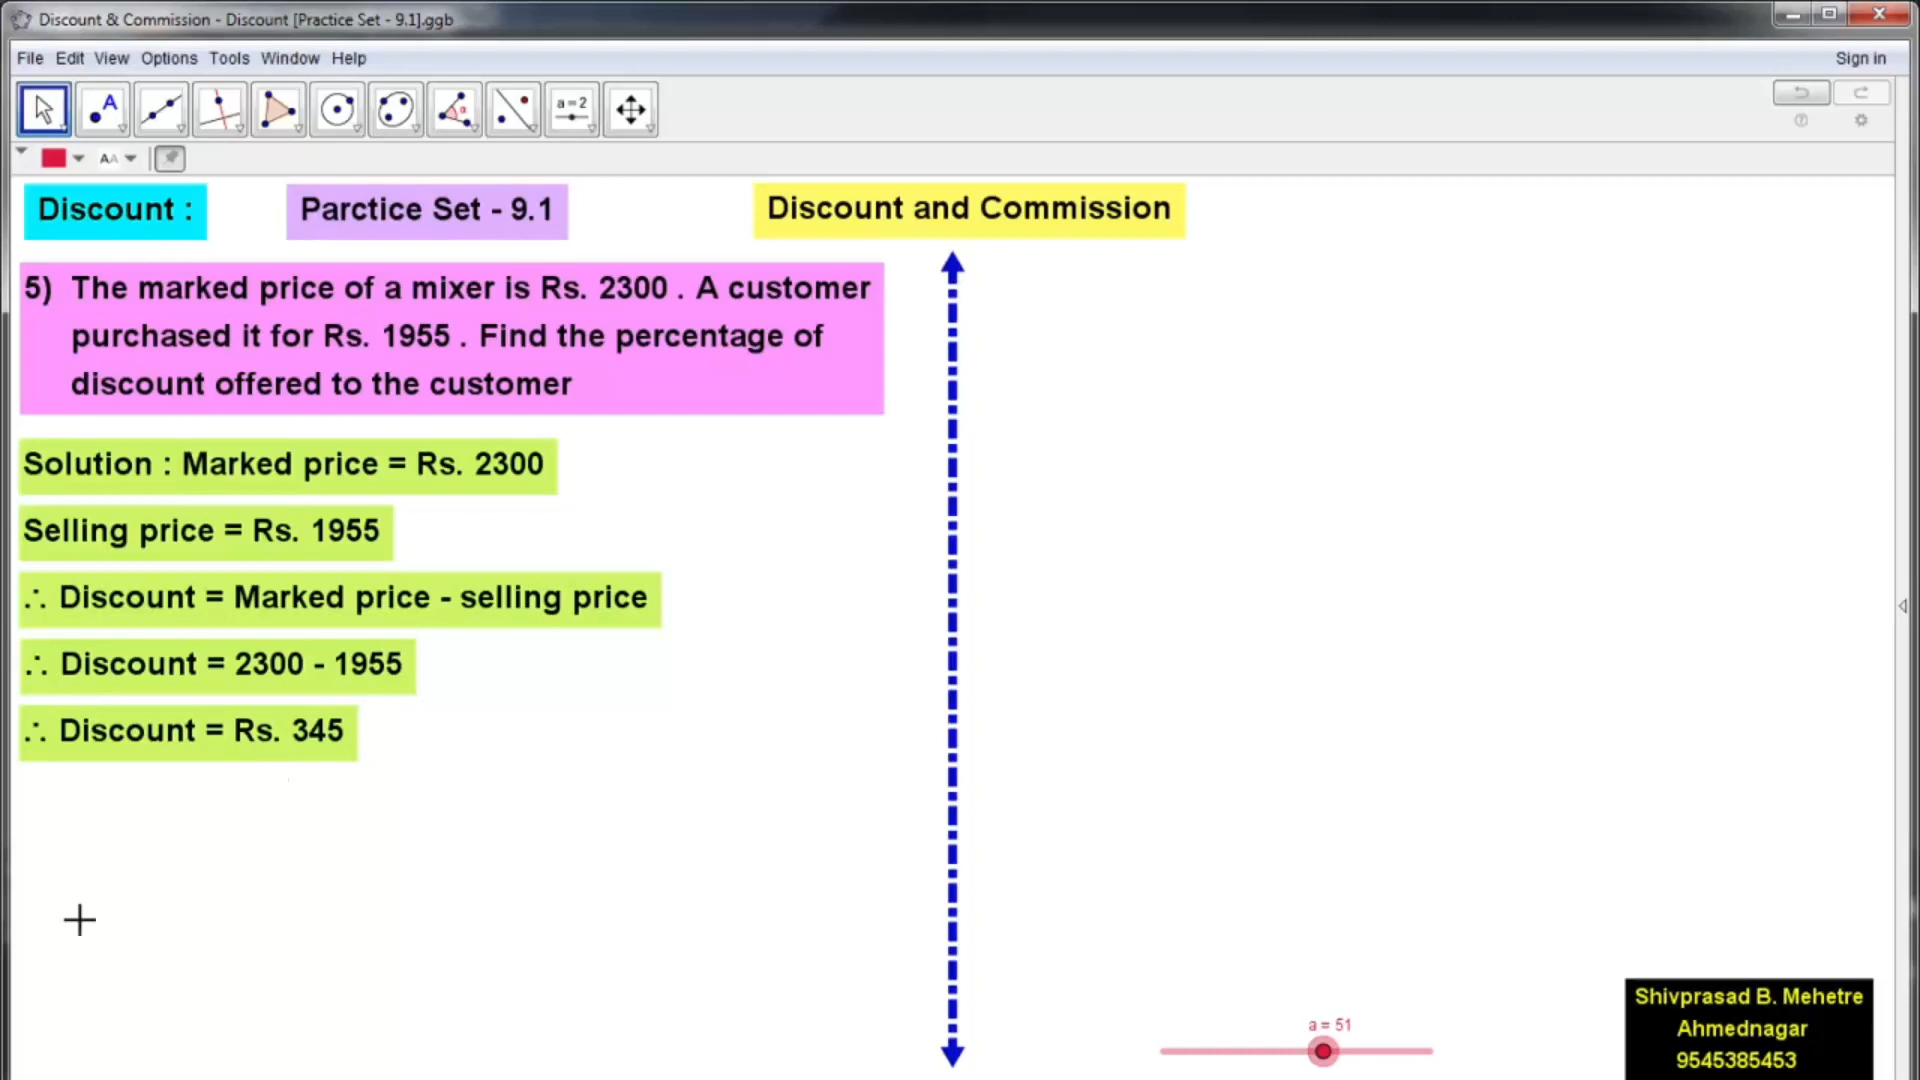 Discount & Commission - Discount [Practice Set - 9.1].ggb
File Edit View Options Tools Window Help
Sign in
A
a = 2
AA
Discount :
Parctice Set - 9.1
Discount and Commission
5) The marked price of a mixer is Rs. 2300 . A customer
purchased it for Rs. 1955 . Find the percentage of
discount offered to the customer
Solution : Marked price = Rs. 2300
Selling price = Rs. 1955
∴ Discount = Marked price - selling price
∴ Discount = 2300 - 1955
∴ Discount = Rs. 345
a = 51
Shivprasad B. Mehetre
Ahmednagar
9545385453